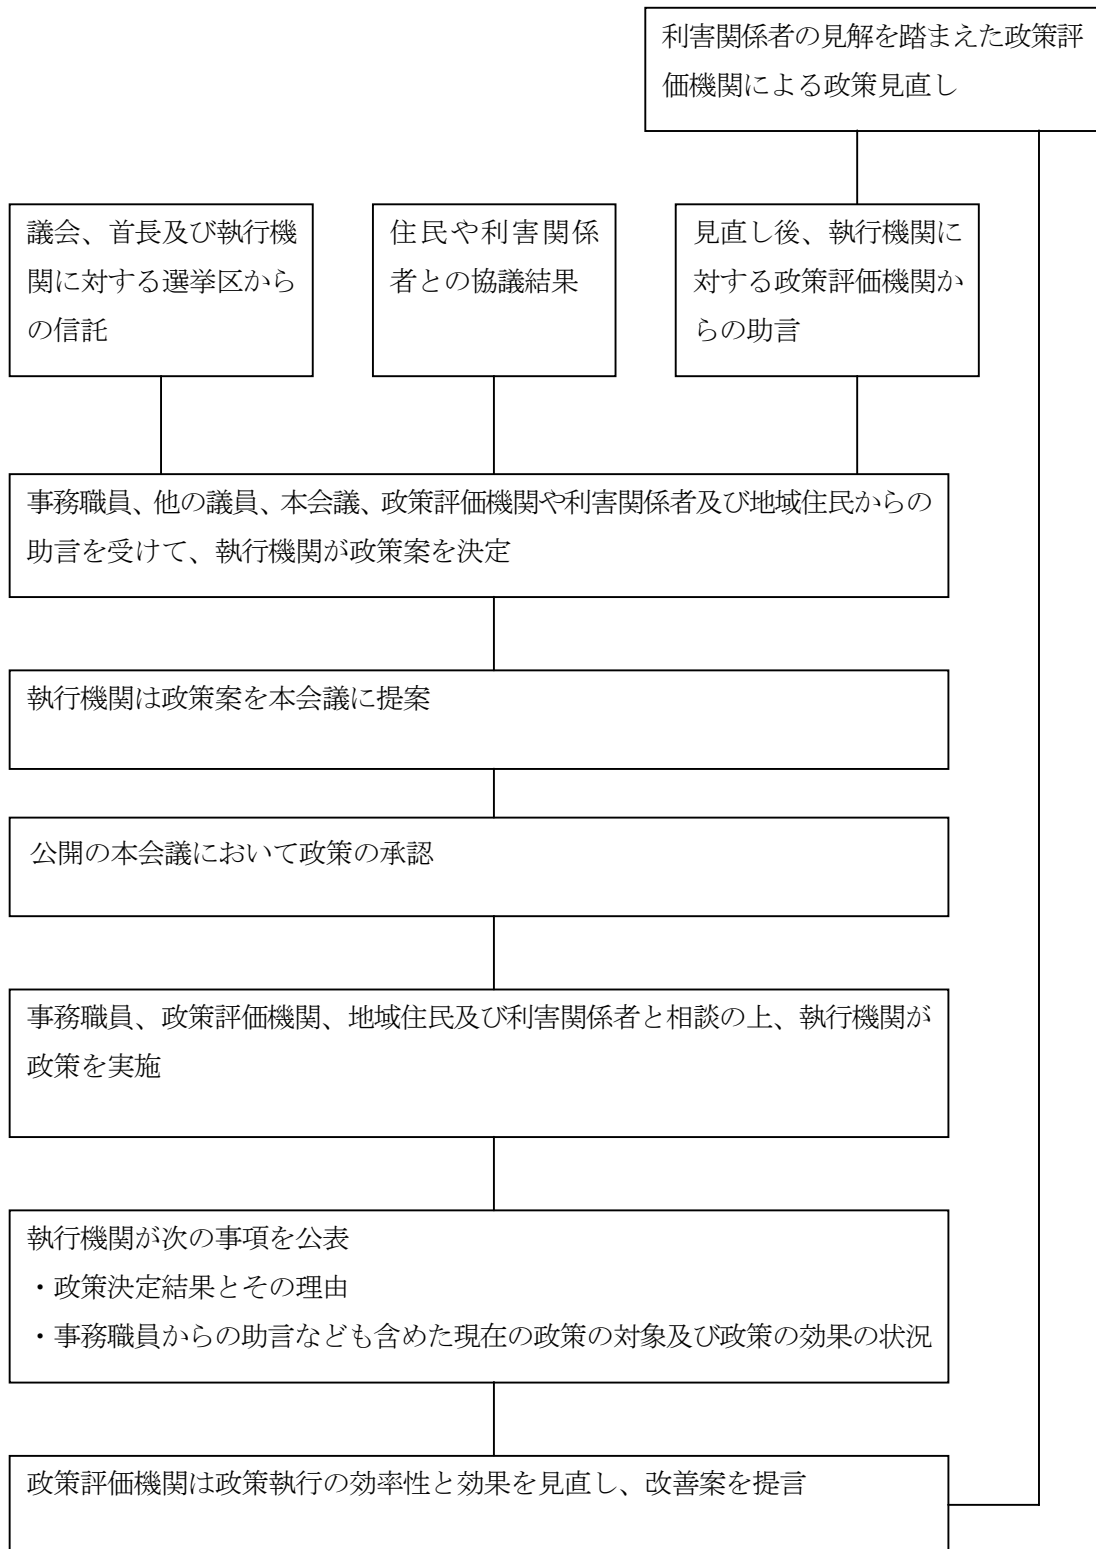 利害関係者の見解を踏まえた政策評
価機関による政策見直し
議会、首長及び執行機
関に対する選挙区から
の信託
住民や利害関係
者との協議結果
見直し後、執行機関に
対する政策評価機関か
らの助言
事務職員、他の議員、本会議、政策評価機関や利害関係者及び地域住民からの
助言を受けて、執行機関が政策案を決定
執行機関は政策案を本会議に提案
公開の本会議において政策の承認
事務職員、政策評価機関、地域住民及び利害関係者と相談の上、執行機関が
政策を実施
執行機関が次の事項を公表
・政策決定結果とその理由
・事務職員からの助言なども含めた現在の政策の対象及び政策の効果の状況
政策評価機関は政策執行の効率性と効果を見直し、改善案を提言